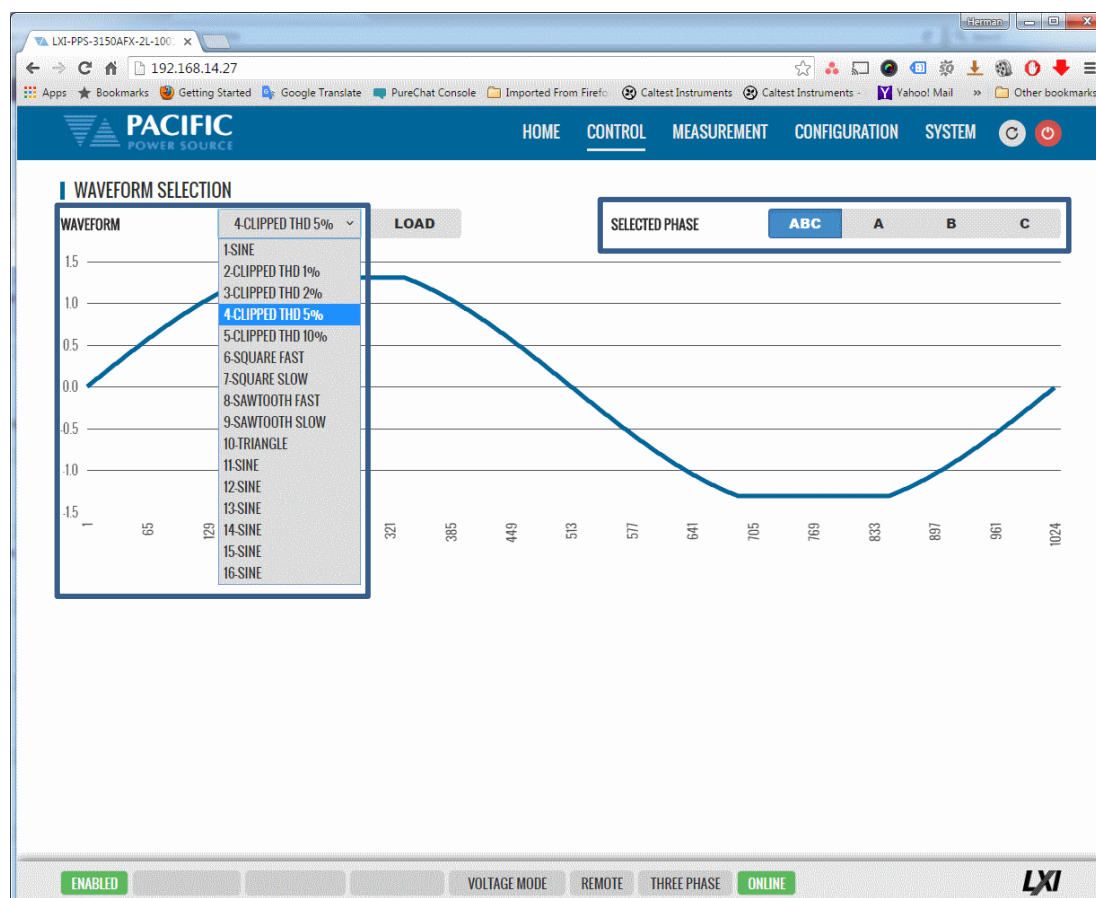 Herman
LXI-PPS-3150AFX-2L-100
192.168.14.27
Apps Bookmarks Getting Started Google Translate PureChat Console Imported From Firefo Caltest Instruments Caltest Instruments - Yahoo! Mail » Other bookmarks
PACIFIC
POWER SOURCE
HOME CONTROL MEASUREMENT CONFIGURATION SYSTEM
WAVEFORM SELECTION
WAVEFORM 4-CLIPPED THD 5% LOAD SELECTED PHASE ABC A B C
1-SINE
2-CLIPPED THD 1%
3-CLIPPED THD 2%
4-CLIPPED THD 5%
5-CLIPPED THD 10%
6-SQUARE FAST
7-SQUARE SLOW
8-SAWTOOTH FAST
9-SAWTOOTH SLOW
10-TRIANGLE
11-SINE
12-SINE
13-SINE
14-SINE
15-SINE
16-SINE
1.5
1.0
0.5
0.0
-0.5
-1.0
-1.5
1 65 129 321 385 449 513 577 641 705 769 833 897 961 1024
ENABLED VOLTAGE MODE REMOTE THREE PHASE ONLINE LXI